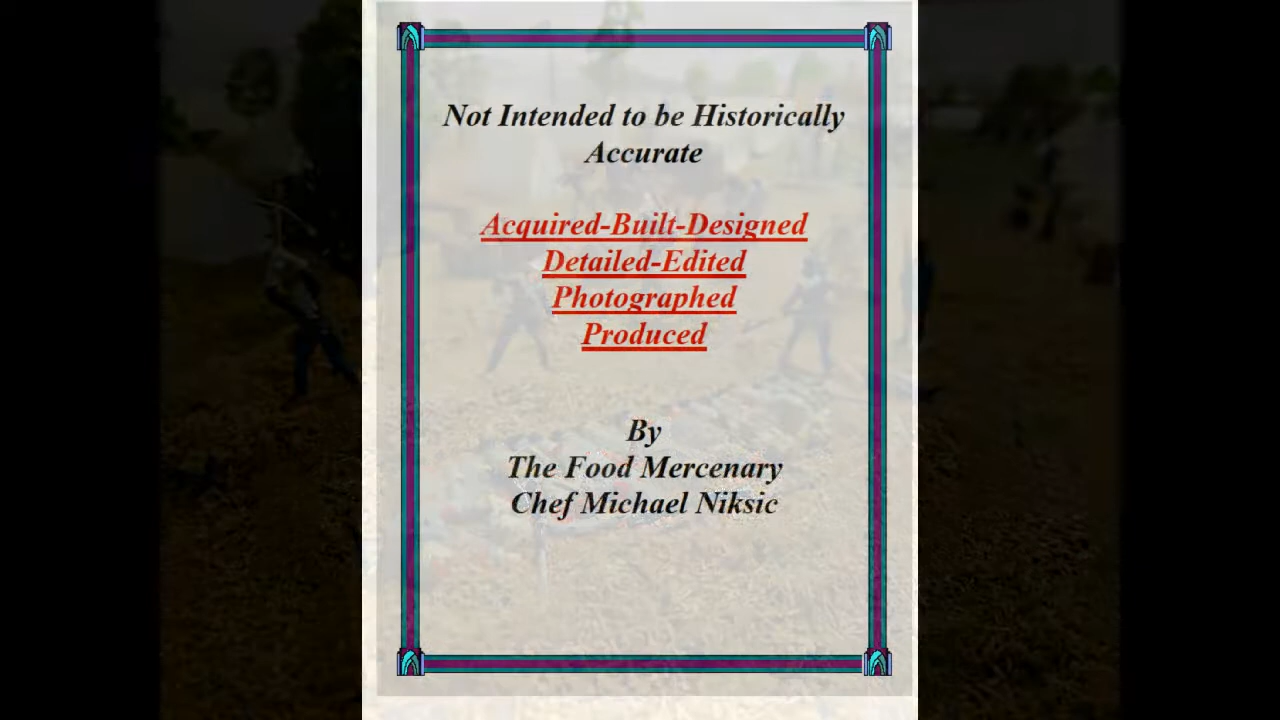 Not Intended to be Historically
Accurate
Acquired-Built-Designed
Detailed-Edited
Photographed
Produced
By
The Food Mercenary
Chef Michael Niksic